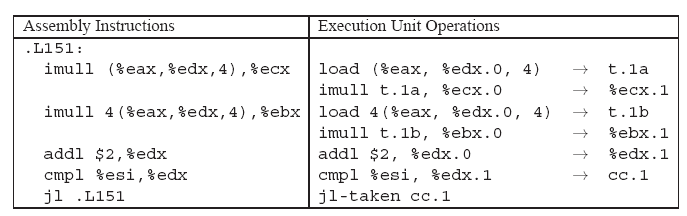 Assembly Instructions Execution Unit Operations
.L151:
imull (%eax,%edx,4),%ecx load (%eax, %edx.0, 4) → t.1a
imull t.1a, %ecx.0 → %ecx.1
imull 4(%eax,%edx,4),%ebx load 4(%eax, %edx.0, 4) → t.1b
imull t.1b, %ebx.0 → %ebx.1
addl $2,%edx addl $2, %edx.0 → %edx.1
cmpl %esi,%edx cmpl %esi, %edx.1 → cc.1
jl .L151 jl-taken cc.1